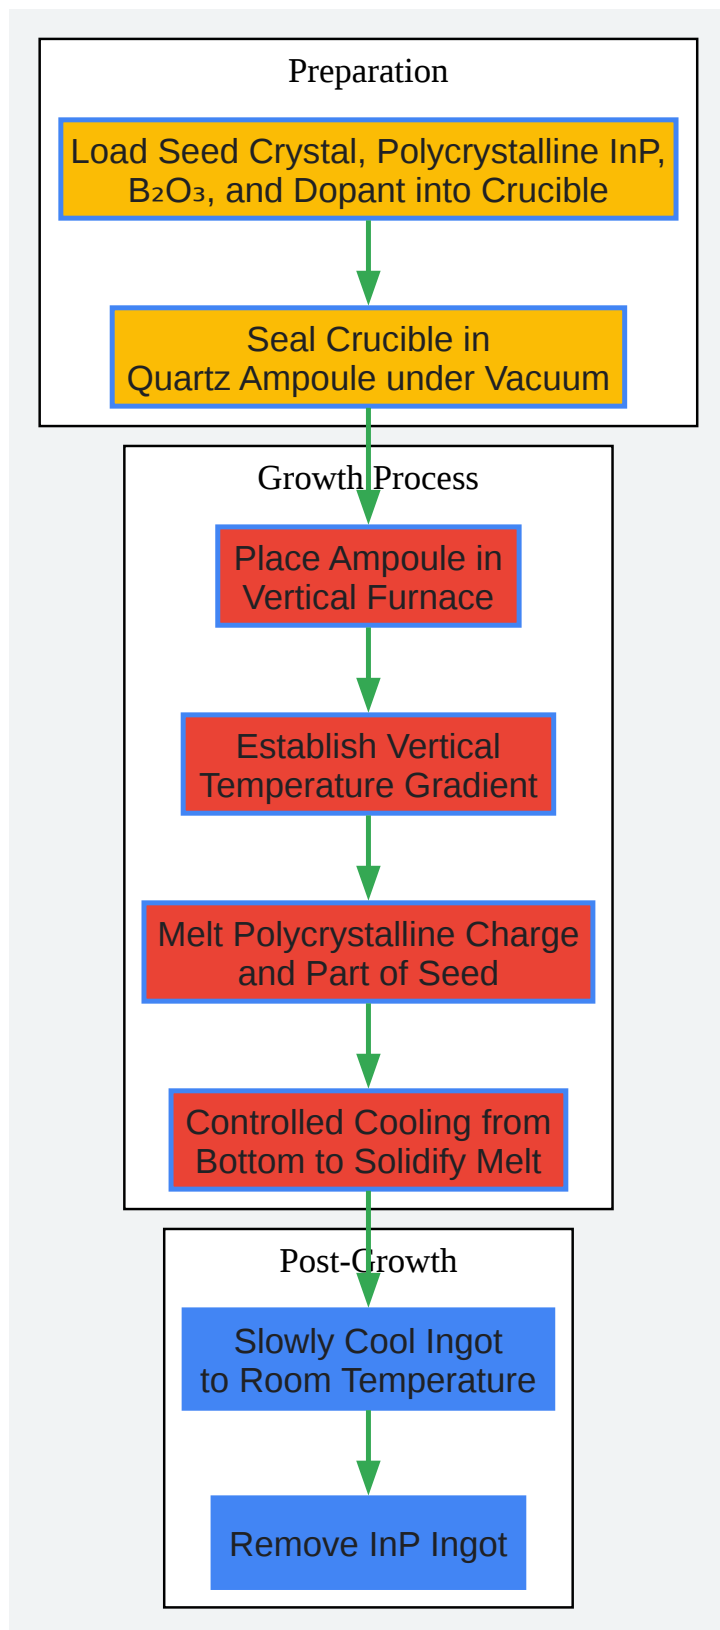 Preparation
Load Seed Crystal, Polycrystalline InP,
B₂O₃, and Dopant into Crucible
Seal Crucible in
Quartz Ampoule under Vacuum
Growth Process
Place Ampoule in
Vertical Furnace
Establish Vertical
Temperature Gradient
Melt Polycrystalline Charge
and Part of Seed
Controlled Cooling from
Bottom to Solidify Melt
Post-Growth
Slowly Cool Ingot
to Room Temperature
Remove InP Ingot